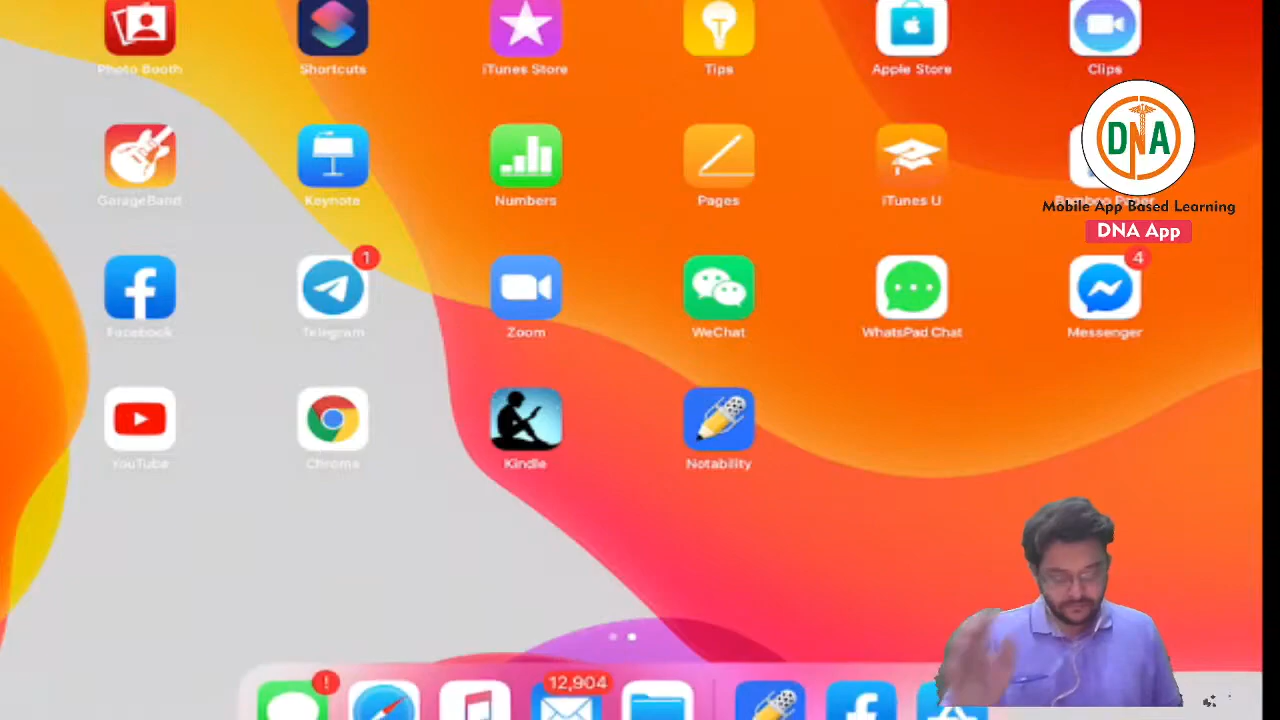 Photo Booth
Shortcuts
iTunes Store
Tips
Apple Store
Clips
DNA
GarageBand
Keynote
Numbers
Pages
iTunes U
Mobile App Based Learning
DNA App
1
4
Facebook
Telegram
Zoom
WeChat
WhatsPad Chat
Messenger
YouTube
Chrome
Kindle
Notability
!
12,904